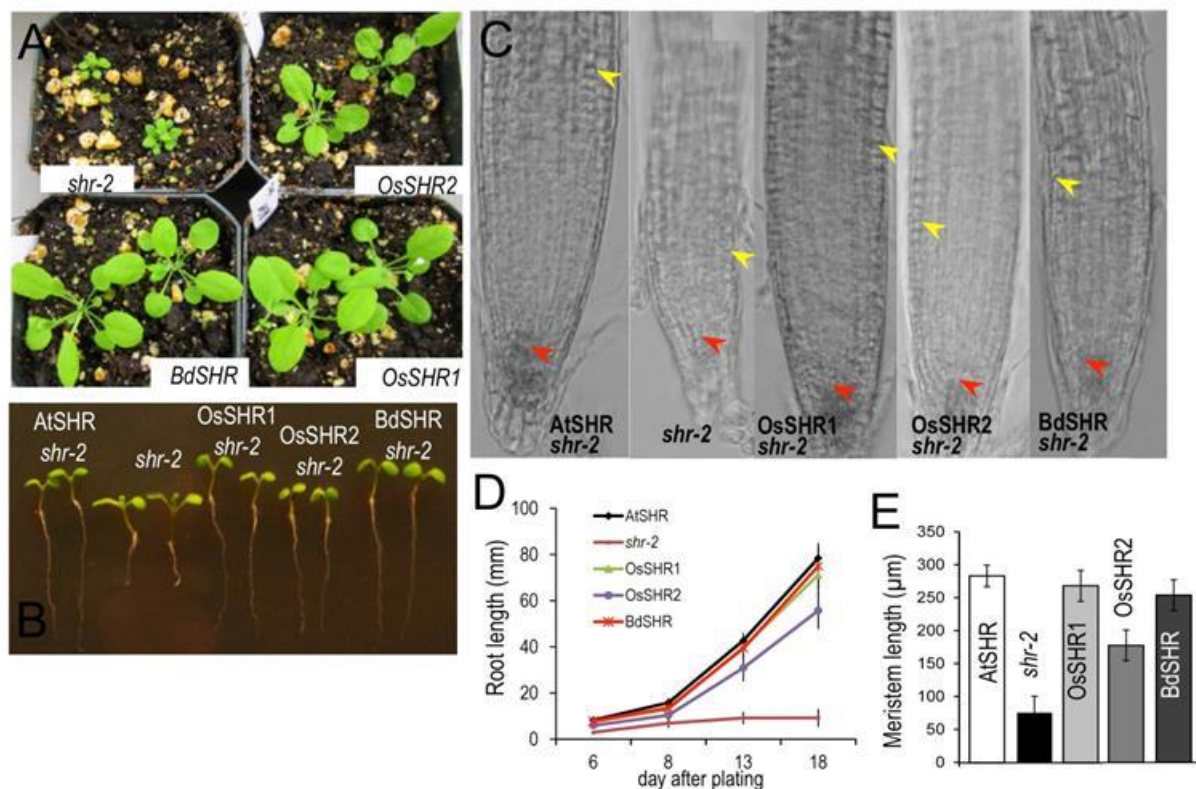 A
shr-2
OsSHR2
BdSHR
OsSHR1
B
AtSHR
shr-2
shr-2
OsSHR1
shr-2
OsSHR2
shr-2
BdSHR
shr-2
C
AtSHR
shr-2
shr-2
OsSHR1
shr-2
OsSHR2
shr-2
BdSHR
shr-2
D
Root length (mm)
100
80
60
40
20
0
AtSHR
shr-2
OsSHR1
OsSHR2
BdSHR
6
8
13
18
day after plating
E
Meristem length (µm)
350
300
250
200
150
100
50
0
AtSHR
shr-2
OsSHR1
OsSHR2
BdSHR